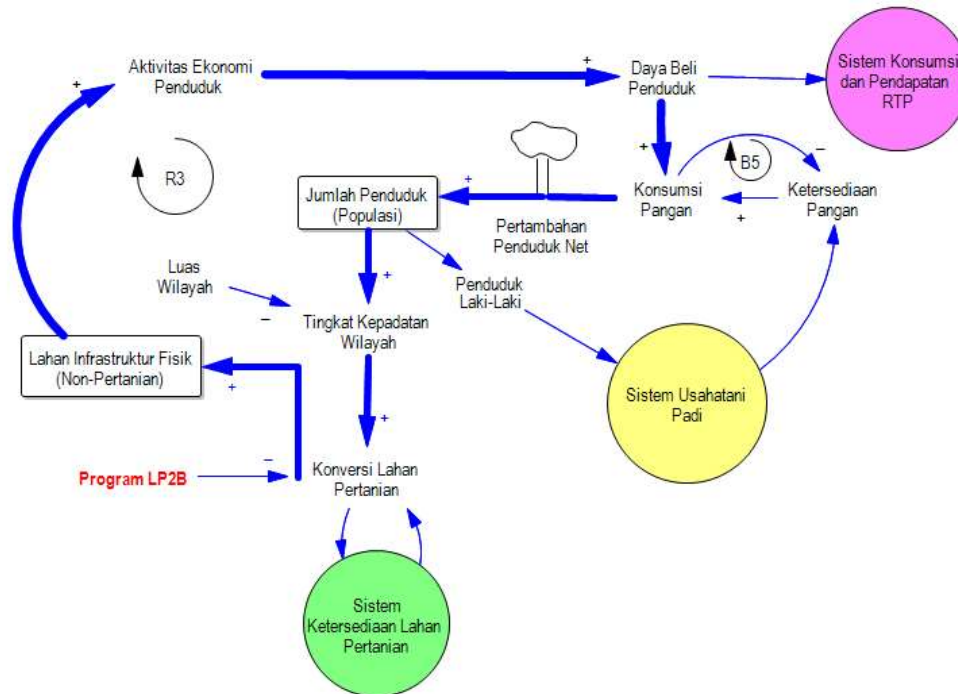 Aktivitas Ekonomi
Penduduk
+
+
Daya Beli
Penduduk
Sistem Konsumsi
dan Pendapatan
RTP
R3
+
B5
–
Jumlah Penduduk
(Populasi)
+
Konsumsi
Pangan
+
Ketersediaan
Pangan
Pertambahan
Penduduk Net
Luas
Wilayah
–
+
Penduduk
Laki-Laki
Tingkat Kepadatan
Wilayah
Lahan Infrastruktur Fisik
(Non-Pertanian)
+
+
Sistem Usahatani
Padi
Program LP2B
–
Konversi Lahan
Pertanian
Sistem
Ketersediaan Lahan
Pertanian